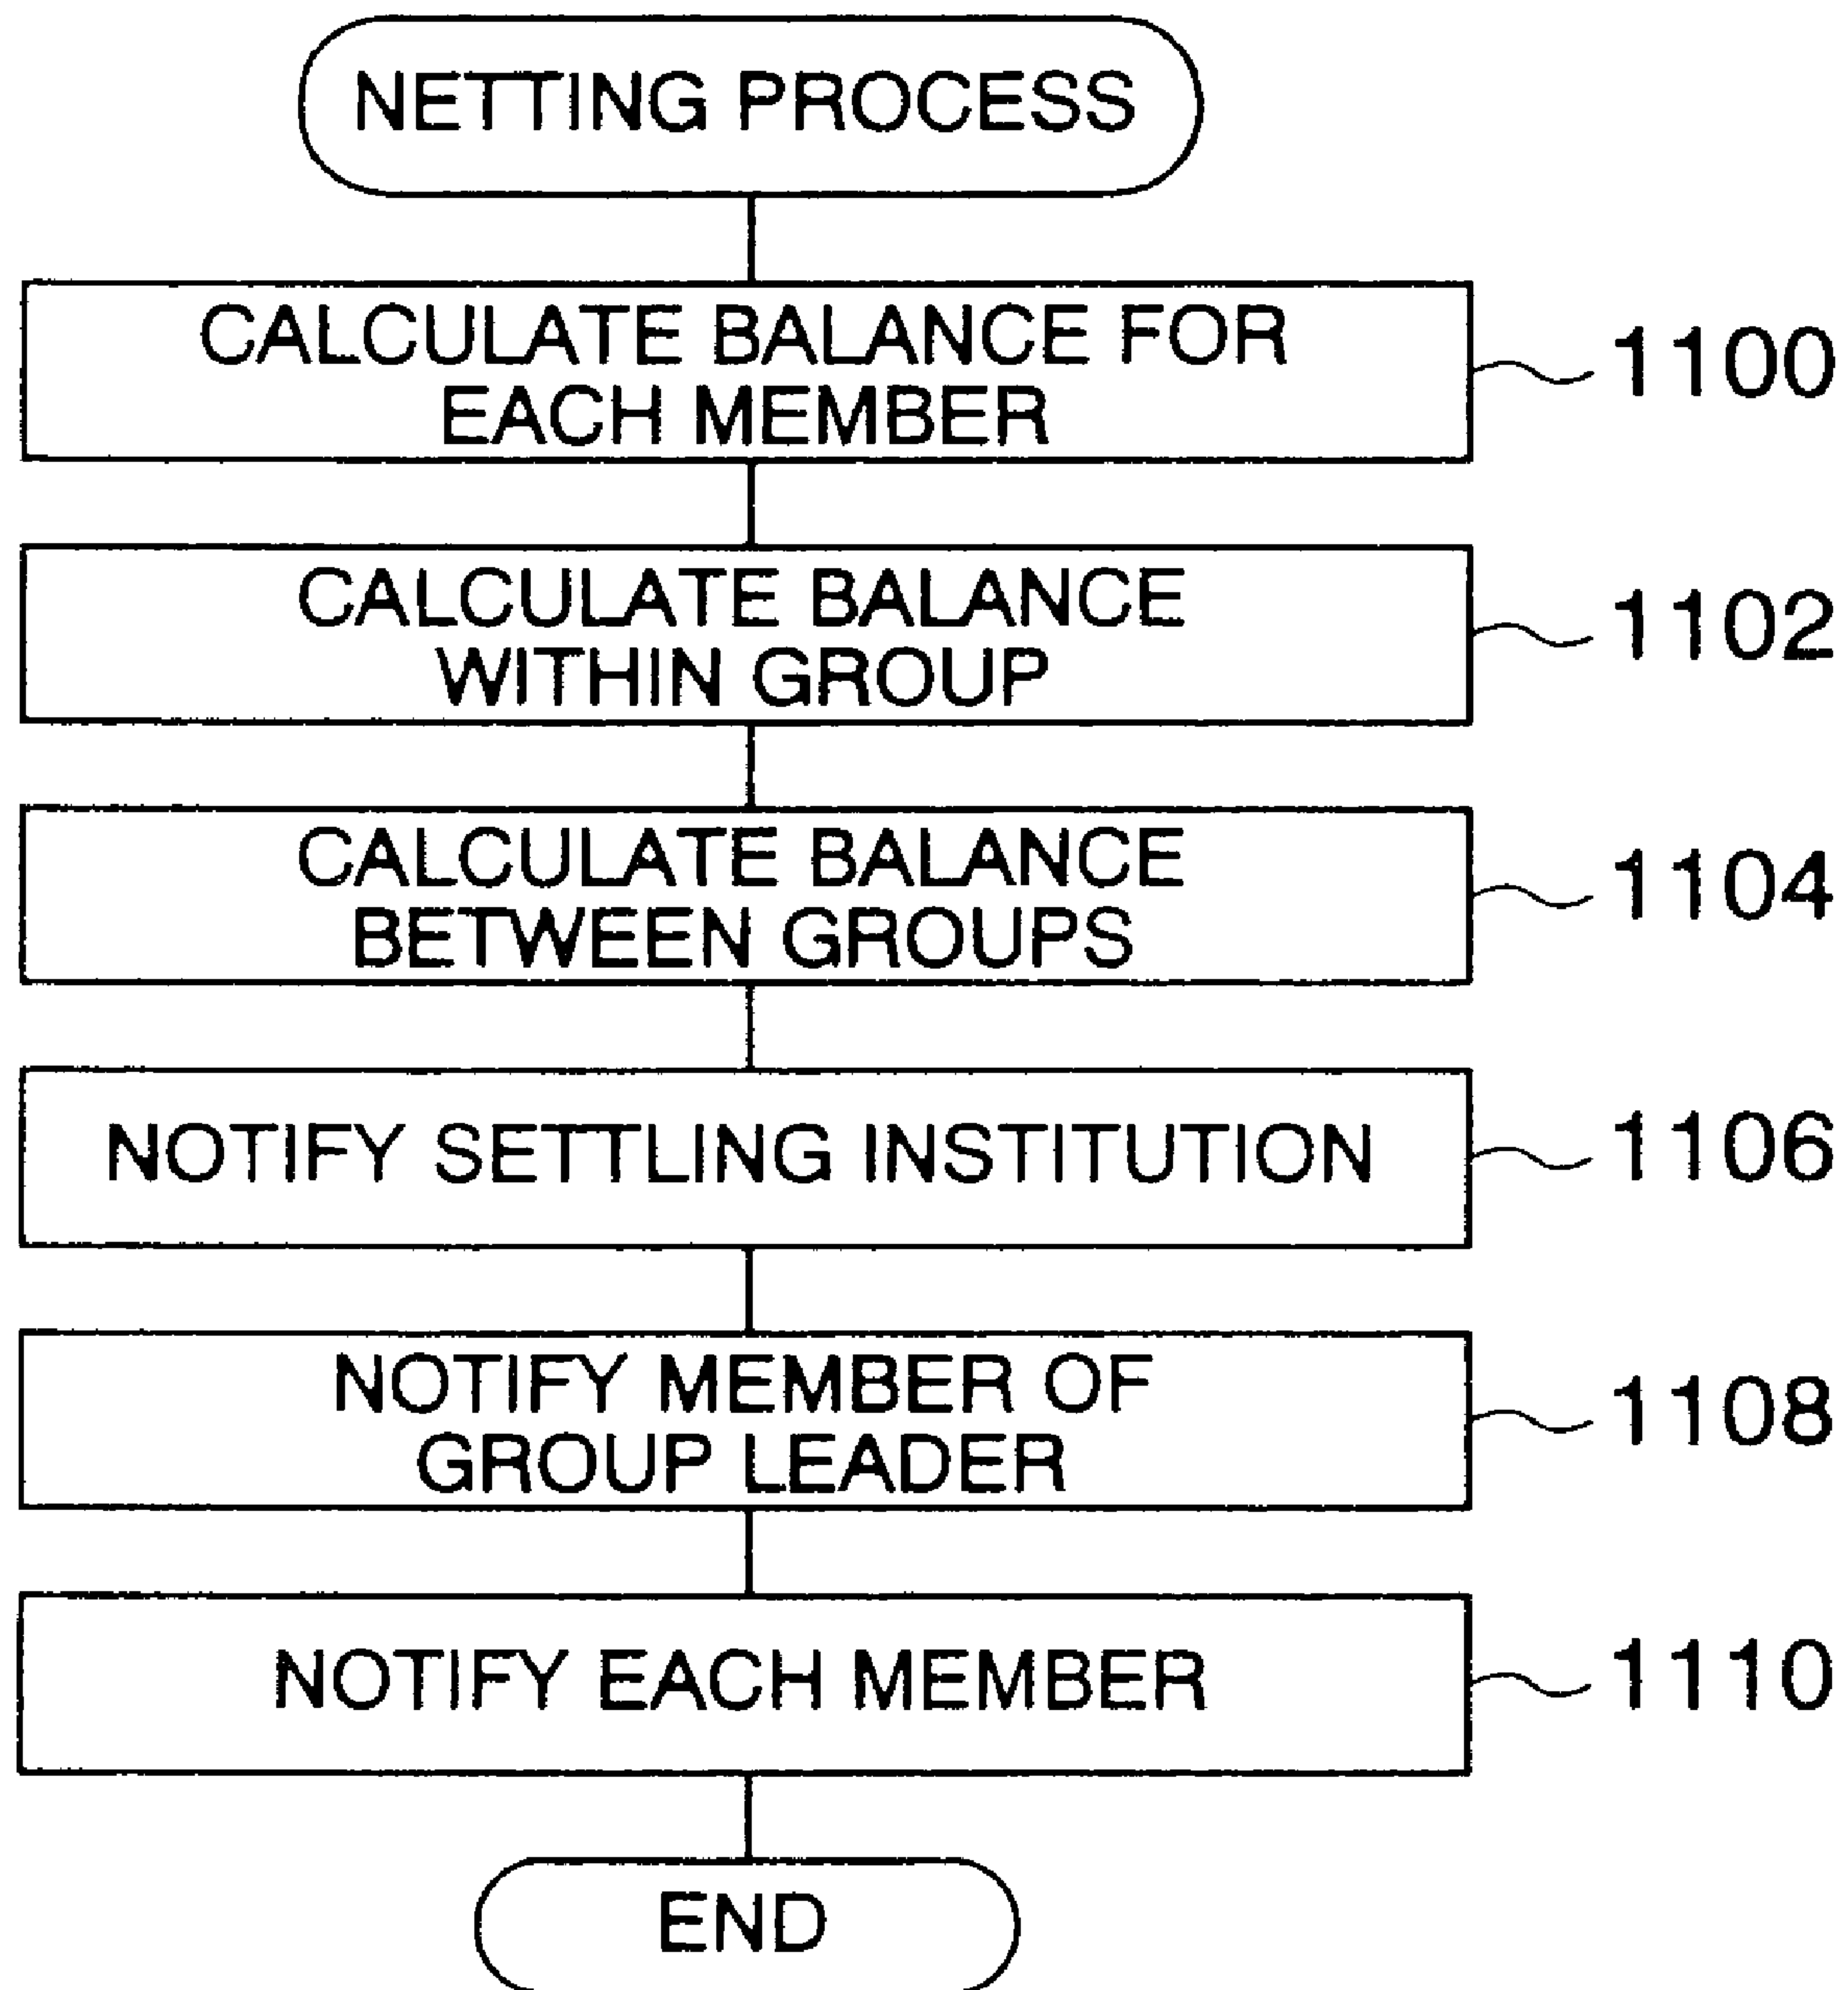 NETTING PROCESS
CALCULATE BALANCE FOR
EACH MEMBER
1100
CALCULATE BALANCE
WITHIN GROUP
1102
CALCULATE BALANCE
BETWEEN GROUPS
1104
NOTIFY SETTLING INSTITUTION
1106
NOTIFY MEMBER OF
GROUP LEADER
1108
NOTIFY EACH MEMBER
1110
END